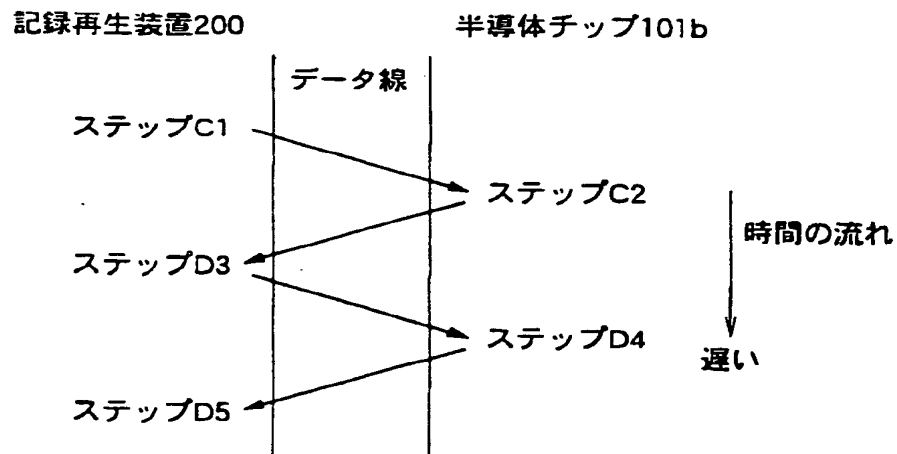 記録再生装置200
半導体チップ101b
データ線
ステップC1
ステップC2
時間の流れ
ステップD3
ステップD4
遅い
ステップD5